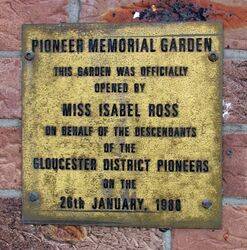 PIONEER MEMORIAL GARDEN
THIS GARDEN WAS OFFICIALLY
OPENED BY
MISS ISABEL ROSS
ON BEHALF OF THE DESCENDANTS
OF THE
GLOUCESTER DISTRICT PIONEERS
ON THE
26th JANUARY, 1988